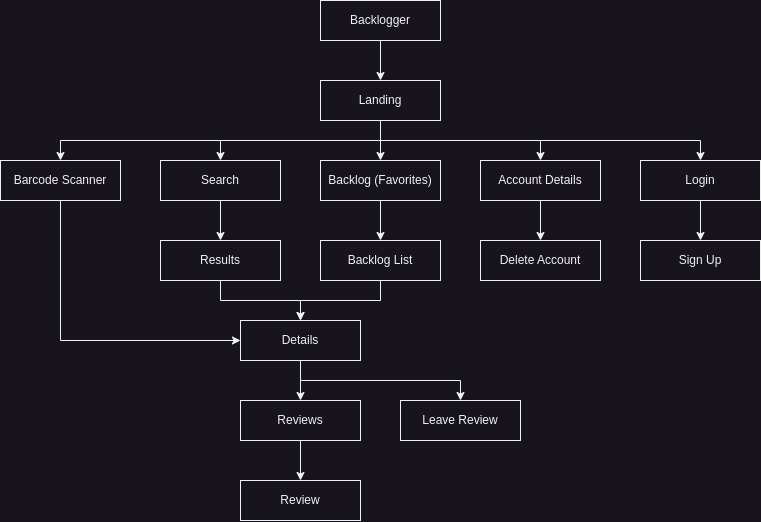 Backlogger
Landing
Barcode Scanner
Search
Backlog (Favorites)
Account Details
Login
Results
Backlog List
Delete Account
Sign Up
Details
Reviews
Leave Review
Review